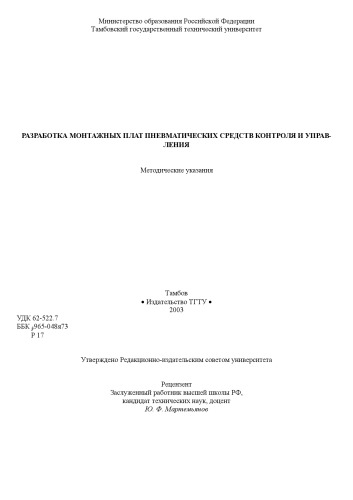 Министерство образования Российской Федерации
Тамбовский государственный технический университет
РАЗРАБОТКА МОНТАЖНЫХ ПЛАТ ПНЕВМАТИЧЕСКИХ СРЕДСТВ КОНТРОЛЯ И УПРАВ-
ЛЕНИЯ
Методические указания
Тамбов
• Издательство ТГТУ •
2003
УДК 62-522.7
ББК з965-048я73
Р 17
Утверждено Редакционно-издательским советом университета
Рецензент
Заслуженный работник высшей школы РФ,
кандидат технических наук, доцент
Ю. Ф. Мартемьянов